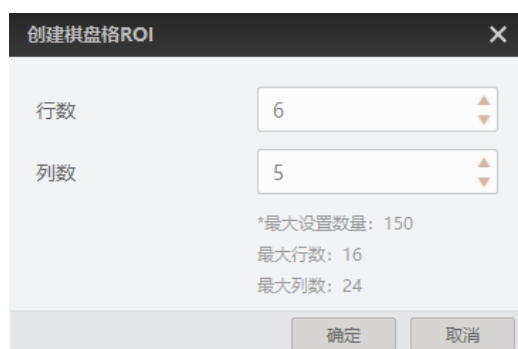 创建棋盘格ROI
行数 6
列数 5
*最大设置数量：150
最大行数：16
最大列数：24
确定 取消